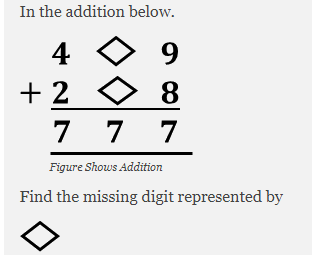 In the addition below.
4 ◇ 9
+ 2 ◇ 8
7 7 7
Figure Shows Addition
Find the missing digit represented by
◇